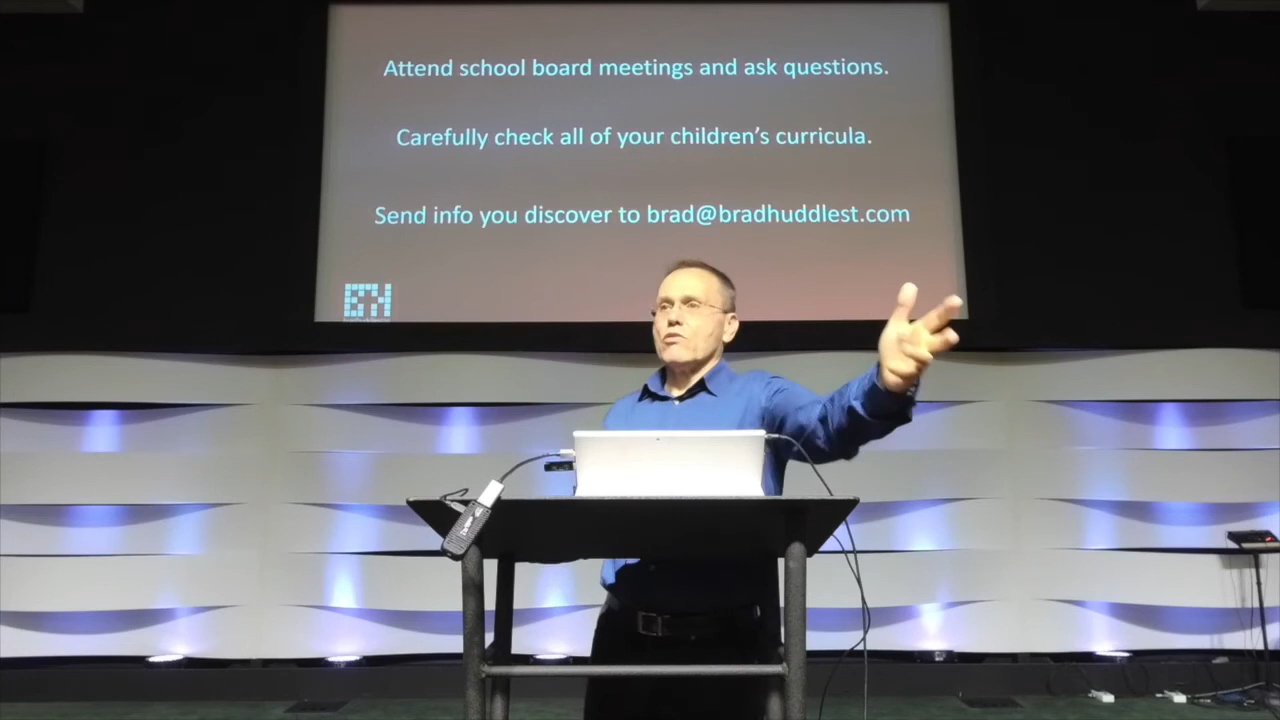 Attend school board meetings and ask questions.
Carefully check all of your children’s curricula.
Send info you discover to brad@bradhuddlest.com